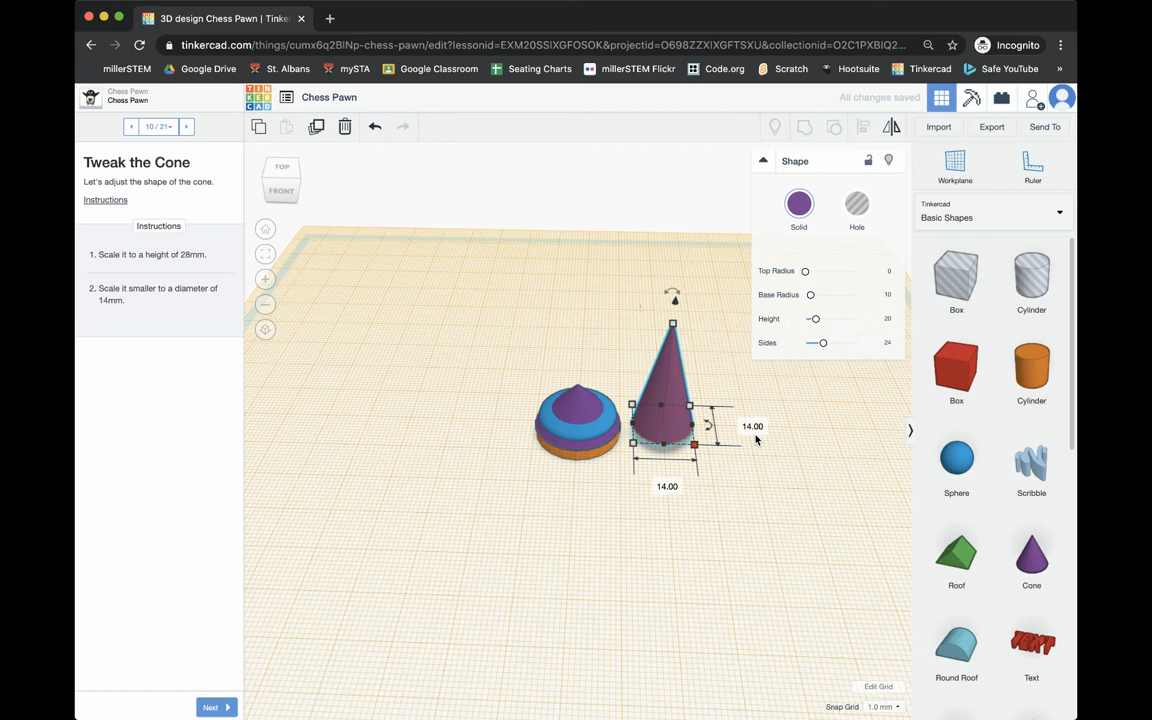 3D design Chess Pawn | Tinker
tinkercad.com/things/cumx6q2BlNp-chess-pawn/edit?lessonid=EXM20SSIXGFOSOK&projectid=O698ZZXIXGFTSXU&collectionid=O2C1PXBIQ2...
Incognito
millerSTEM
Google Drive
St. Albans
mySTA
Google Classroom
Seating Charts
millerSTEM Flickr
Code.org
Scratch
Hootsuite
Tinkercad
Safe YouTube
»
Chess Pawn
Chess Pawn
TIN
KER
CAD
Chess Pawn
All changes saved
10 / 21
Import
Export
Send To
Tweak the Cone
Let's adjust the shape of the cone.
Instructions
Instructions
1. Scale it to a height of 28mm.
2. Scale it smaller to a diameter of
14mm.
Next
TOP
FRONT
Shape
Solid
Hole
Top Radius 0
Base Radius 10
Height 20
Sides 24
14.00
14.00
Edit Grid
Snap Grid 1.0 mm
Workplane
Ruler
Tinkercad
Basic Shapes
Box
Cylinder
Box
Cylinder
Sphere
Scribble
Roof
Cone
TEXT
Round Roof
Text